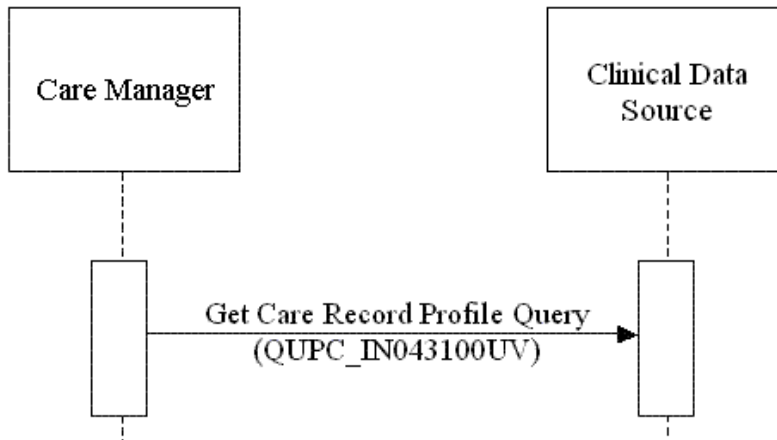 Care Manager
Clinical Data
Source
Get Care Record Profile Query
(QUPC_IN043100UV)